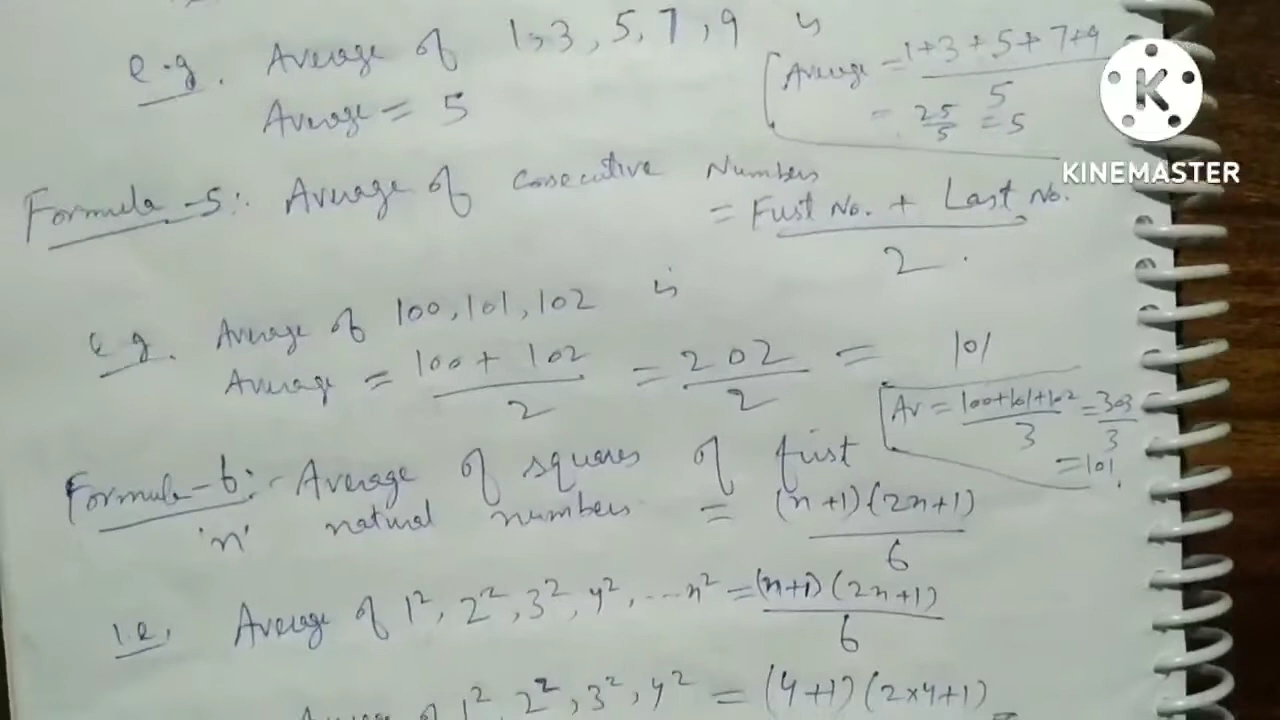 e.g. Average of 1,3,5,7,9 is
Average = 5
[Average = 1+3+5+7+9 / 5
= 25/5 = 5
KINEMASTER
Formula-5:. Average of Consecutive Numbers
= First No. + Last No. / 2.
e.g. Average of 100,101,102 is
Average = 100+102 / 2 = 202 / 2 = 101
[Av = 100+101+102 / 3 = 303 / 3
= 101.
Formula-6:- Average of squares of first
'n' natural numbers = (n+1)(2n+1) / 6
i.e. Average of 1², 2², 3², 4², ...n² = (n+1)(2n+1) / 6
Average of 1², 2², 3², 4² = (4+1)(2×4+1)